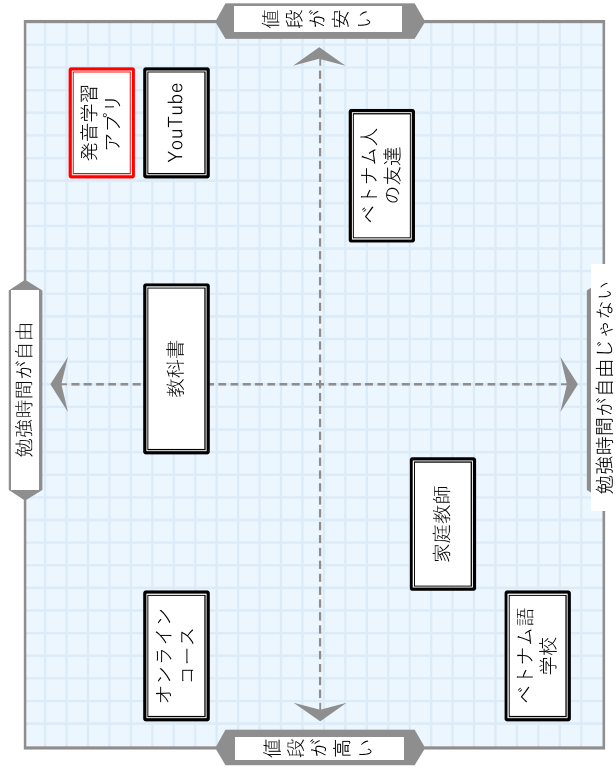 勉強時間が自由
発音学習
アプリ
オンライン
コース
教科書
YouTube
値段が高い
値段が安い
ベトナム人
の友達
家庭教師
ベトナム語
学校
勉強時間が自由じゃない